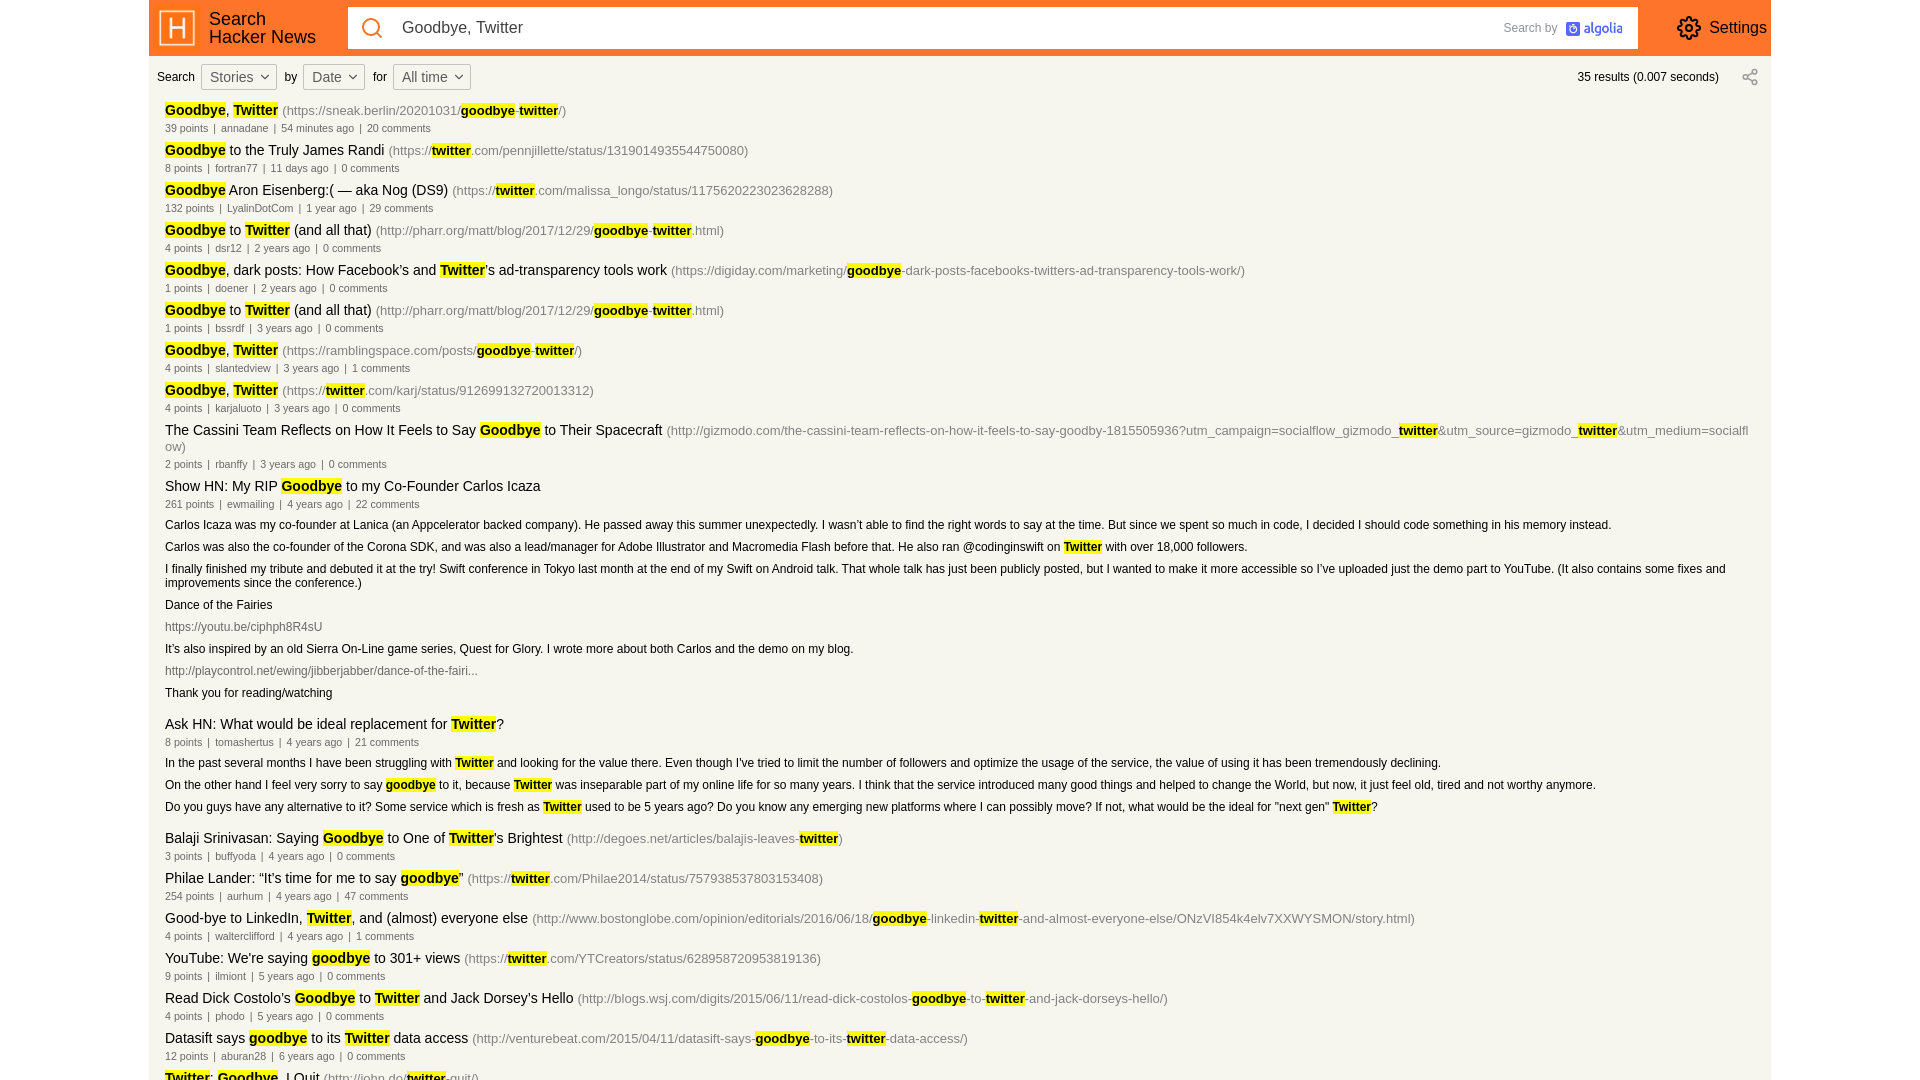 Search
Hacker News
Goodbye, Twitter
Search by algolia
Settings
Search Stories by Date for All time
35 results (0.007 seconds)
Goodbye, Twitter (https://sneak.berlin/20201031/goodbye-twitter/)
39 points | annadane | 54 minutes ago | 20 comments
Goodbye to the Truly James Randi (https://twitter.com/pennjillette/status/1319014935544750080)
8 points | fortran77 | 11 days ago | 0 comments
Goodbye Aron Eisenberg:( — aka Nog (DS9) (https://twitter.com/malissa_longo/status/1175620223023628288)
132 points | LyalinDotCom | 1 year ago | 29 comments
Goodbye to Twitter (and all that) (http://pharr.org/matt/blog/2017/12/29/goodbye-twitter.html)
4 points | dsr12 | 2 years ago | 0 comments
Goodbye, dark posts: How Facebook’s and Twitter’s ad-transparency tools work (https://digiday.com/marketing/goodbye-dark-posts-facebooks-twitters-ad-transparency-tools-work/)
1 points | doener | 2 years ago | 0 comments
Goodbye to Twitter (and all that) (http://pharr.org/matt/blog/2017/12/29/goodbye-twitter.html)
1 points | bssrdf | 3 years ago | 0 comments
Goodbye, Twitter (https://ramblingspace.com/posts/goodbye-twitter/)
4 points | slantedview | 3 years ago | 1 comments
Goodbye, Twitter (https://twitter.com/karj/status/912699132720013312)
4 points | karjaluoto | 3 years ago | 0 comments
The Cassini Team Reflects on How It Feels to Say Goodbye to Their Spacecraft (http://gizmodo.com/the-cassini-team-reflects-on-how-it-feels-to-say-goodby-1815505936?utm_campaign=socialflow_gizmodo_twitter&utm_source=gizmodo_twitter&utm_medium=socialfl
ow)
2 points | rbanffy | 3 years ago | 0 comments
Show HN: My RIP Goodbye to my Co-Founder Carlos Icaza
261 points | ewmailing | 4 years ago | 22 comments
Carlos Icaza was my co-founder at Lanica (an Appcelerator backed company). He passed away this summer unexpectedly. I wasn’t able to find the right words to say at the time. But since we spent so much in code, I decided I should code something in his memory instead.
Carlos was also the co-founder of the Corona SDK, and was also a lead/manager for Adobe Illustrator and Macromedia Flash before that. He also ran @codinginswift on Twitter with over 18,000 followers.
I finally finished my tribute and debuted it at the try! Swift conference in Tokyo last month at the end of my Swift on Android talk. That whole talk has just been publicly posted, but I wanted to make it more accessible so I’ve uploaded just the demo part to YouTube. (It also contains some fixes and
improvements since the conference.)
Dance of the Fairies
https://youtu.be/ciphph8R4sU
It’s also inspired by an old Sierra On-Line game series, Quest for Glory. I wrote more about both Carlos and the demo on my blog.
http://playcontrol.net/ewing/jibberjabber/dance-of-the-fairi...
Thank you for reading/watching
Ask HN: What would be ideal replacement for Twitter?
8 points | tomashertus | 4 years ago | 21 comments
In the past several months I have been struggling with Twitter and looking for the value there. Even though I've tried to limit the number of followers and optimize the usage of the service, the value of using it has been tremendously declining.
On the other hand I feel very sorry to say goodbye to it, because Twitter was inseparable part of my online life for so many years. I think that the service introduced many good things and helped to change the World, but now, it just feel old, tired and not worthy anymore.
Do you guys have any alternative to it? Some service which is fresh as Twitter used to be 5 years ago? Do you know any emerging new platforms where I can possibly move? If not, what would be the ideal for "next gen" Twitter?
Balaji Srinivasan: Saying Goodbye to One of Twitter's Brightest (http://degoes.net/articles/balajis-leaves-twitter)
3 points | buffyoda | 4 years ago | 0 comments
Philae Lander: “It’s time for me to say goodbye” (https://twitter.com/Philae2014/status/757938537803153408)
254 points | aurhum | 4 years ago | 47 comments
Good-bye to LinkedIn, Twitter, and (almost) everyone else (http://www.bostonglobe.com/opinion/editorials/2016/06/18/goodbye-linkedin-twitter-and-almost-everyone-else/ONzVI854k4elv7XXWYSMON/story.html)
4 points | walterclifford | 4 years ago | 1 comments
YouTube: We're saying goodbye to 301+ views (https://twitter.com/YTCreators/status/628958720953819136)
9 points | ilmiont | 5 years ago | 0 comments
Read Dick Costolo’s Goodbye to Twitter and Jack Dorsey’s Hello (http://blogs.wsj.com/digits/2015/06/11/read-dick-costolos-goodbye-to-twitter-and-jack-dorseys-hello/)
4 points | phodo | 5 years ago | 0 comments
Datasift says goodbye to its Twitter data access (http://venturebeat.com/2015/04/11/datasift-says-goodbye-to-its-twitter-data-access/)
12 points | aburan28 | 6 years ago | 0 comments
Twitter: Goodbye, I Quit (http://john.do/twitter-quit/)